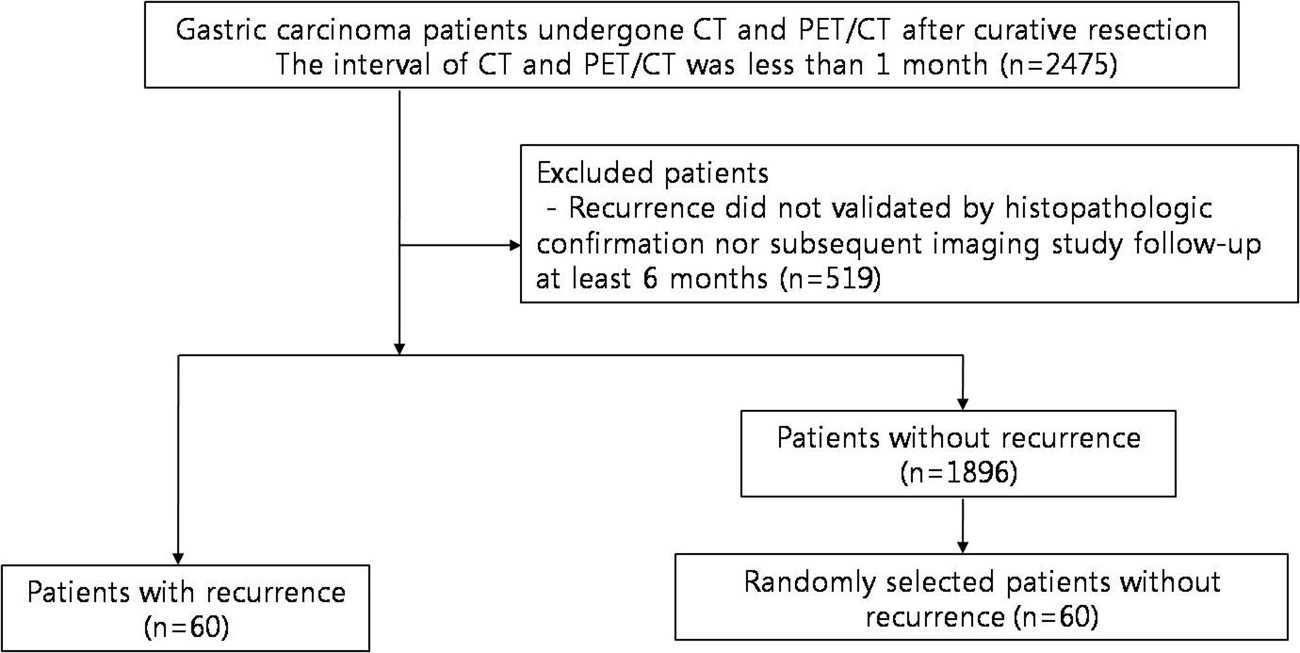 Gastric carcinoma patients undergone CT and PET/CT after curative resection
The interval of CT and PET/CT was less than 1 month (n=2475)
Excluded patients
- Recurrence did not validated by histopathologic
confirmation nor subsequent imaging study follow-up
at least 6 months (n=519)
Patients without recurrence
(n=1896)
Patients with recurrence
(n=60)
Randomly selected patients without
recurrence (n=60)